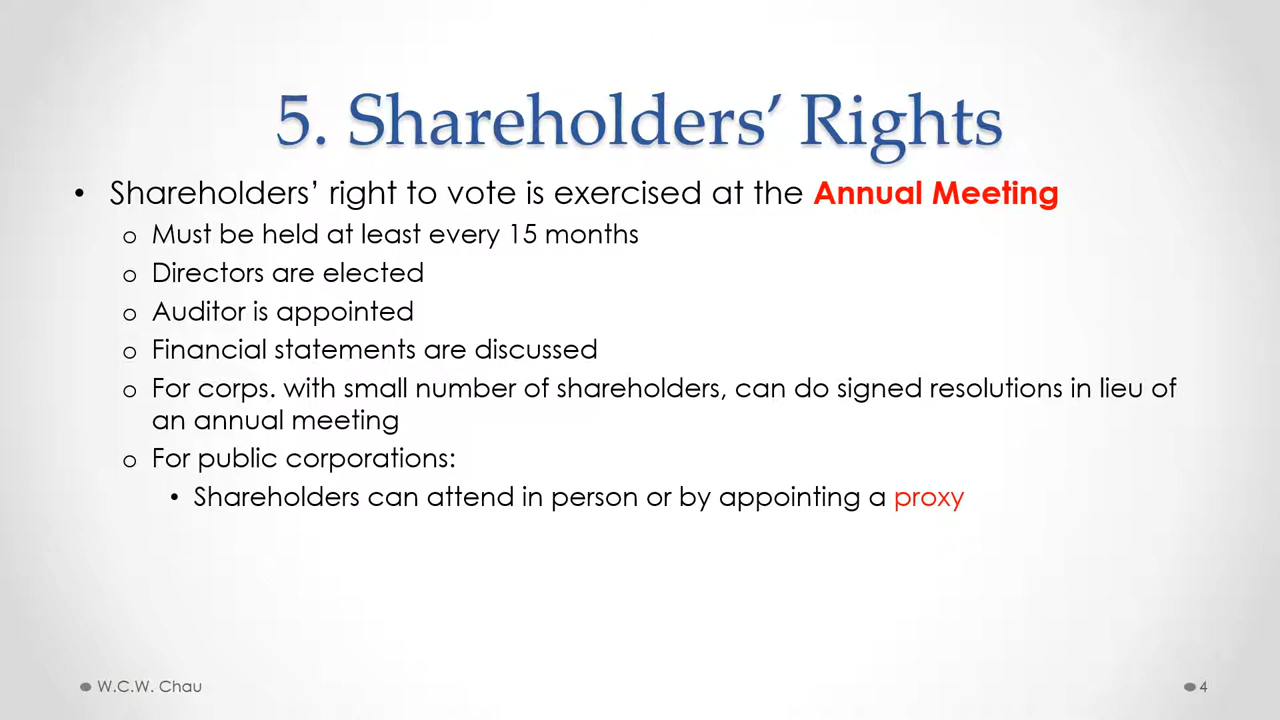 5. Shareholders’ Rights
• Shareholders’ right to vote is exercised at the Annual Meeting
o Must be held at least every 15 months
o Directors are elected
o Auditor is appointed
o Financial statements are discussed
o For corps. with small number of shareholders, can do signed resolutions in lieu of
an annual meeting
o For public corporations:
• Shareholders can attend in person or by appointing a proxy
W.C.W. Chau
4